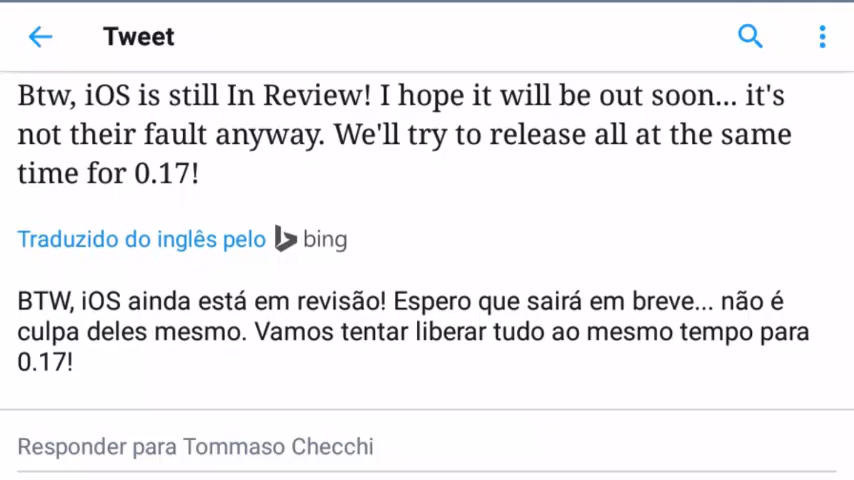 Tweet
Btw, iOS is still In Review! I hope it will be out soon... it's
not their fault anyway. We'll try to release all at the same
time for 0.17!
Traduzido do inglês pelo bing
BTW, iOS ainda está em revisão! Espero que sairá em breve... não é
culpa deles mesmo. Vamos tentar liberar tudo ao mesmo tempo para
0.17!
Responder para Tommaso Checchi